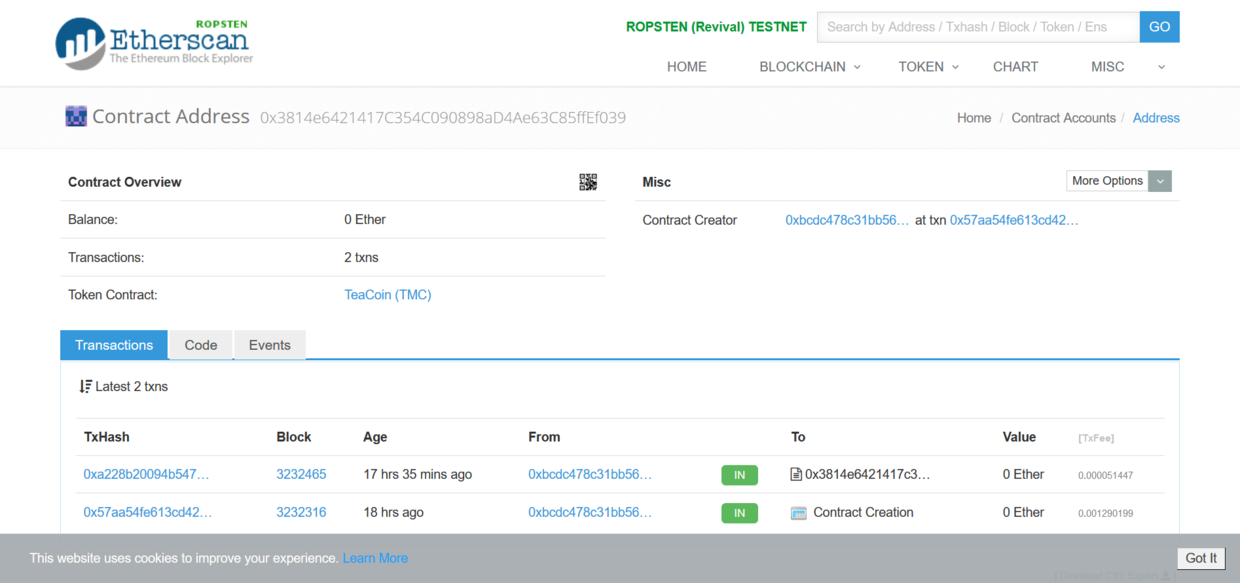 ROPSTEN
Etherscan
The Ethereum Block Explorer
ROPSTEN (Revival) TESTNET
Search by Address / Txhash / Block / Token / Ens
GO
HOME BLOCKCHAIN TOKEN CHART MISC
Contract Address 0x3814e6421417C354C090898aD4Ae63C85ffEf039
Home / Contract Accounts / Address
Contract Overview
Balance: 0 Ether
Transactions: 2 txns
Token Contract: TeaCoin (TMC)
Misc
More Options
Contract Creator 0xbcdc478c31bb56… at txn 0x57aa54fe613cd42…
Transactions Code Events
Latest 2 txns
TxHash Block Age From To Value [TxFee]
0xa228b20094b547… 3232465 17 hrs 35 mins ago 0xbcdc478c31bb56… IN 0x3814e6421417c3… 0 Ether 0.000051447
0x57aa54fe613cd42… 3232316 18 hrs ago 0xbcdc478c31bb56… IN Contract Creation 0 Ether 0.001290199
This website uses cookies to improve your experience. Learn More
Got It